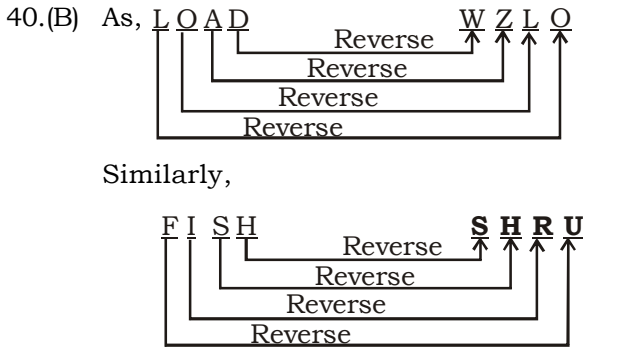 40.(B) As, L O A D W Z L O
Reverse
Reverse
Reverse
Reverse
Similarly,
F I S H S H R U
Reverse
Reverse
Reverse
Reverse